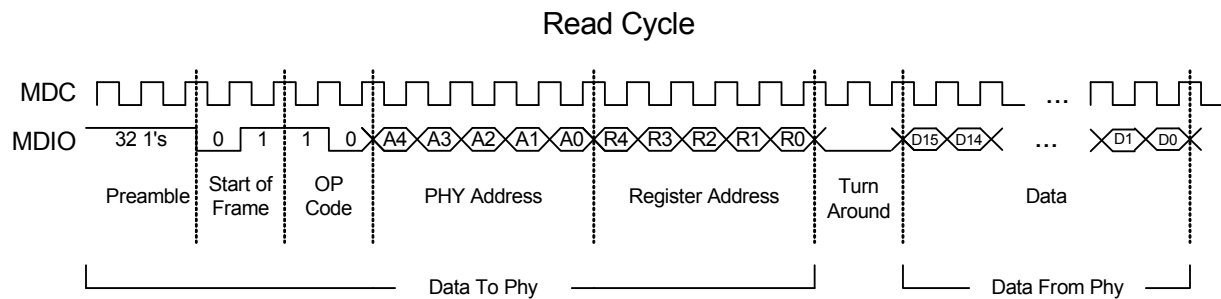 Read Cycle
MDC ...
MDIO 32 1's 0 1 1 0 A4 A3 A2 A1 A0 R4 R3 R2 R1 R0 D15 D14 ... D1 D0
Preamble
Start of
Frame
OP
Code
PHY Address
Register Address
Turn
Around
Data
Data To Phy
Data From Phy